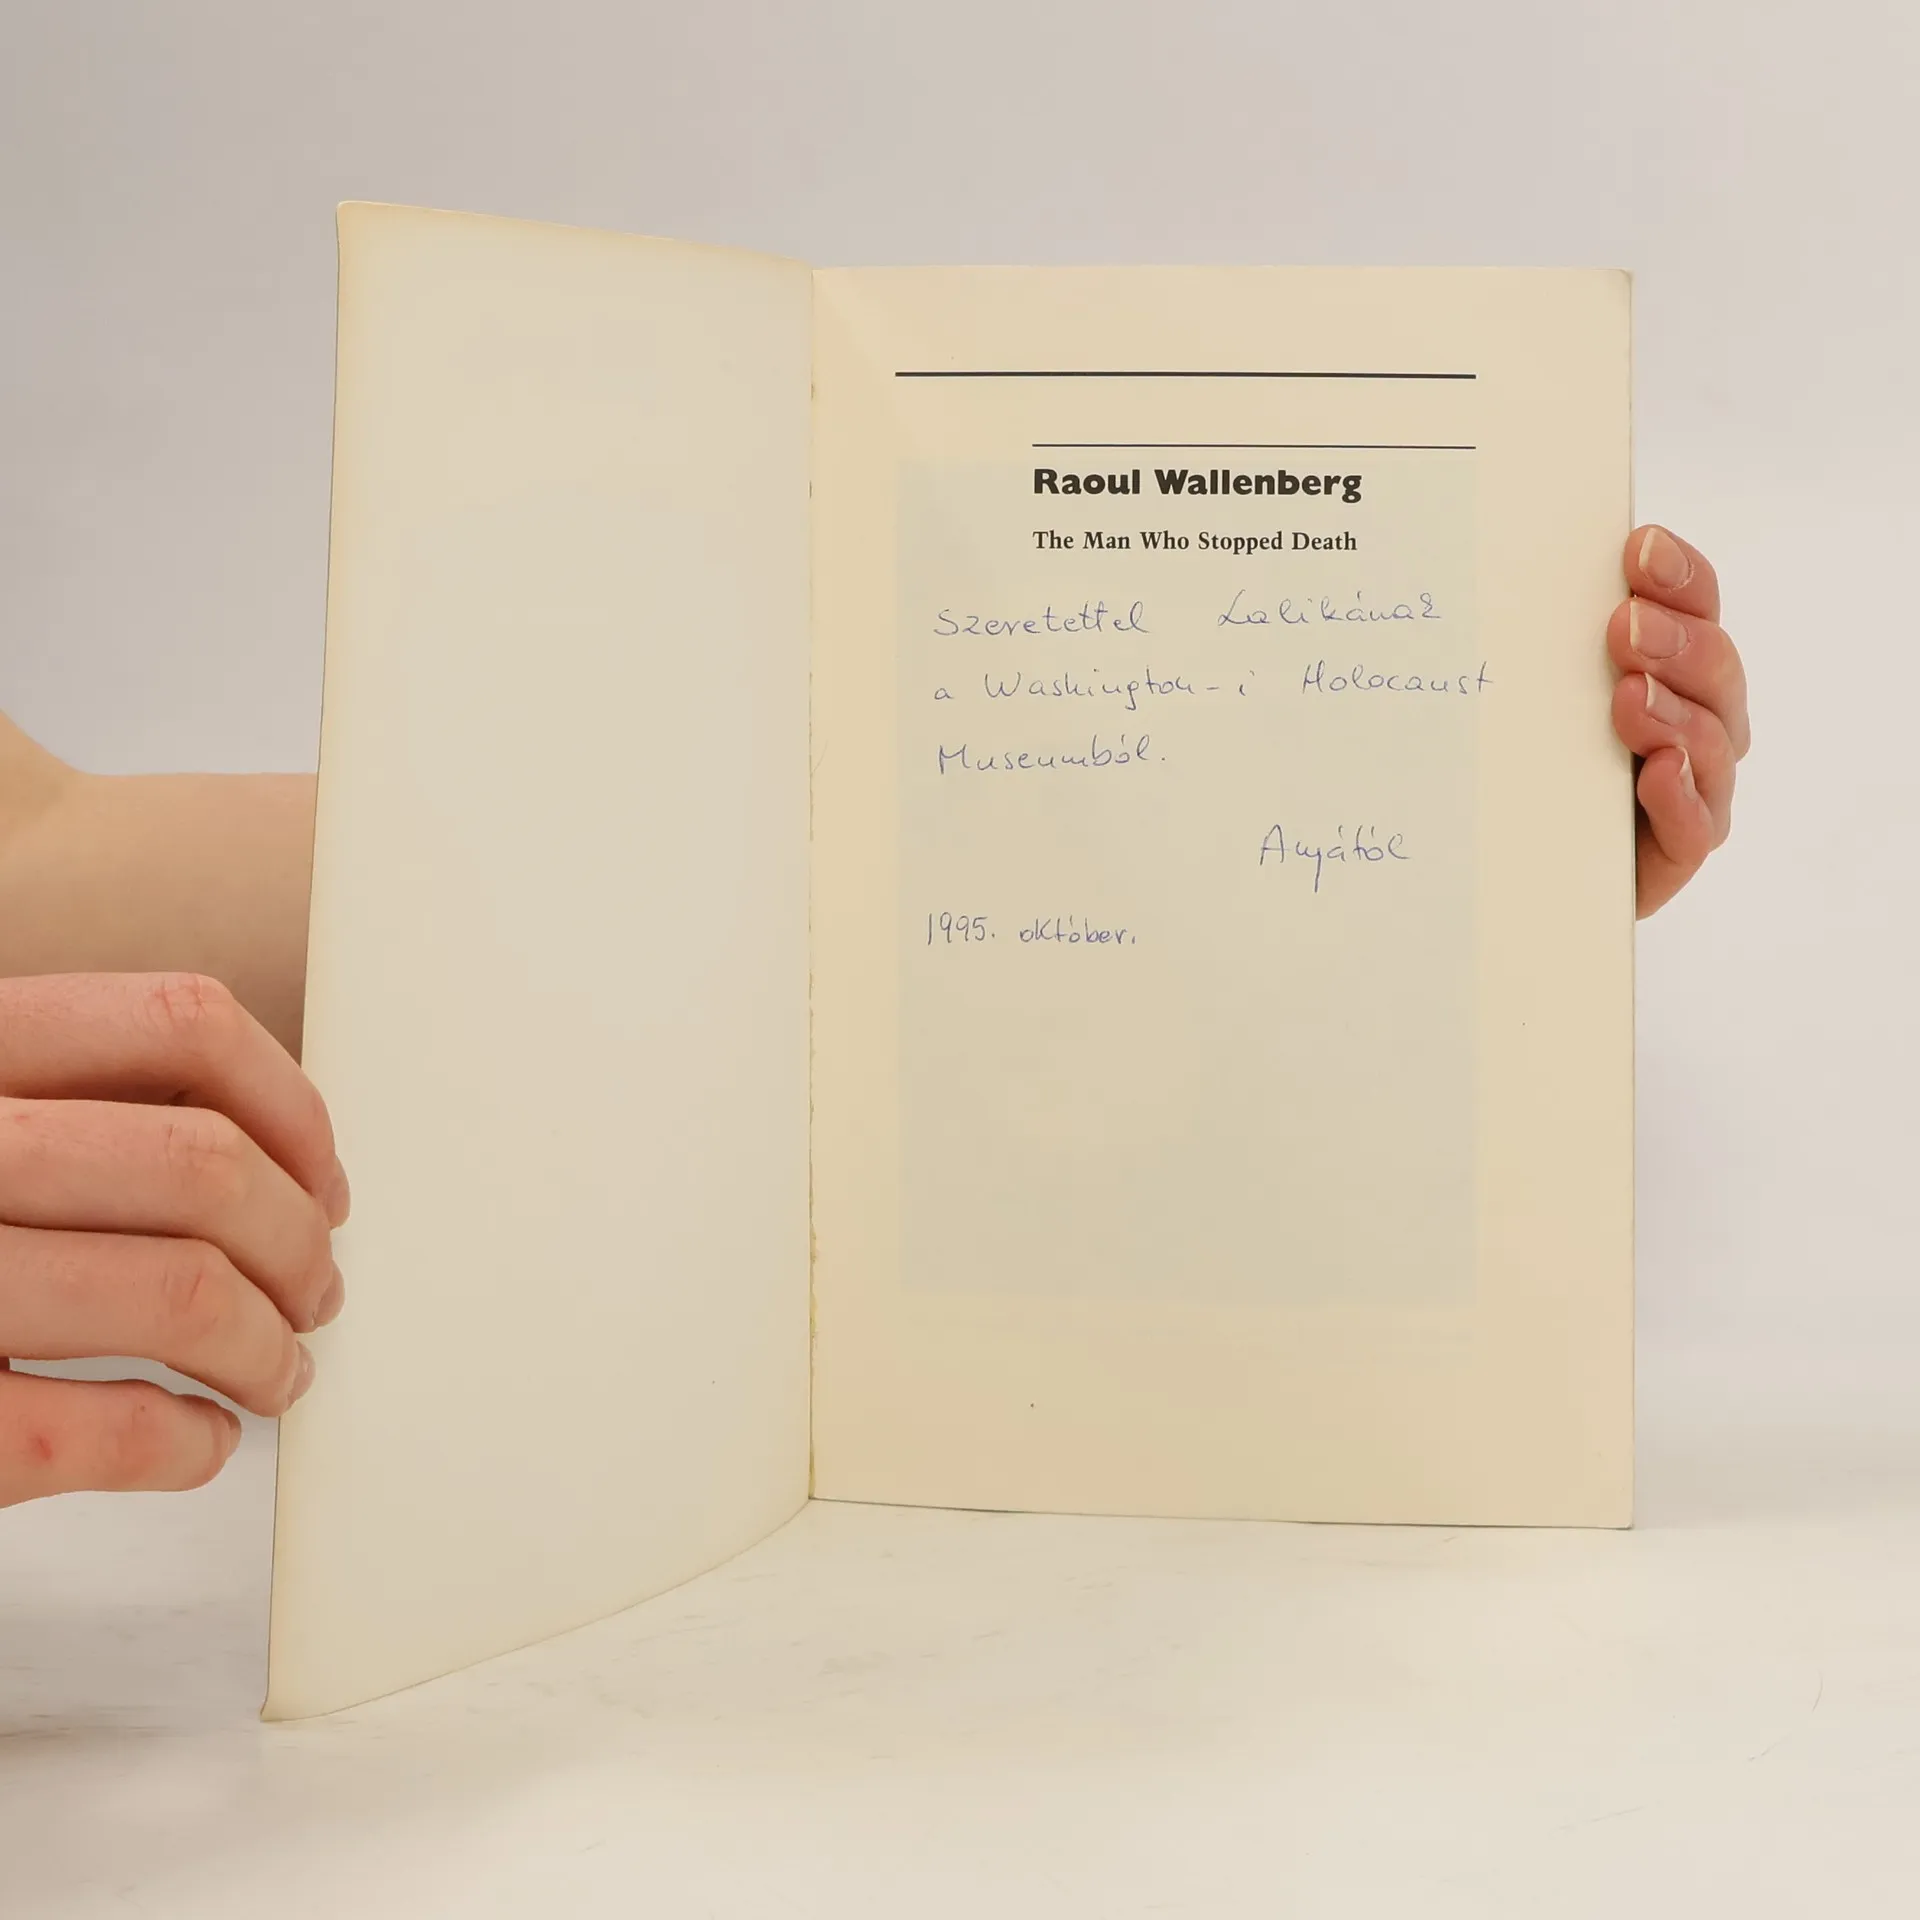 Raoul Wallenberg
The Man Who Stopped Death
Szeretettel Lalikának
a Washington-i Holocaust
Museumból.
Anyától
1995. október.